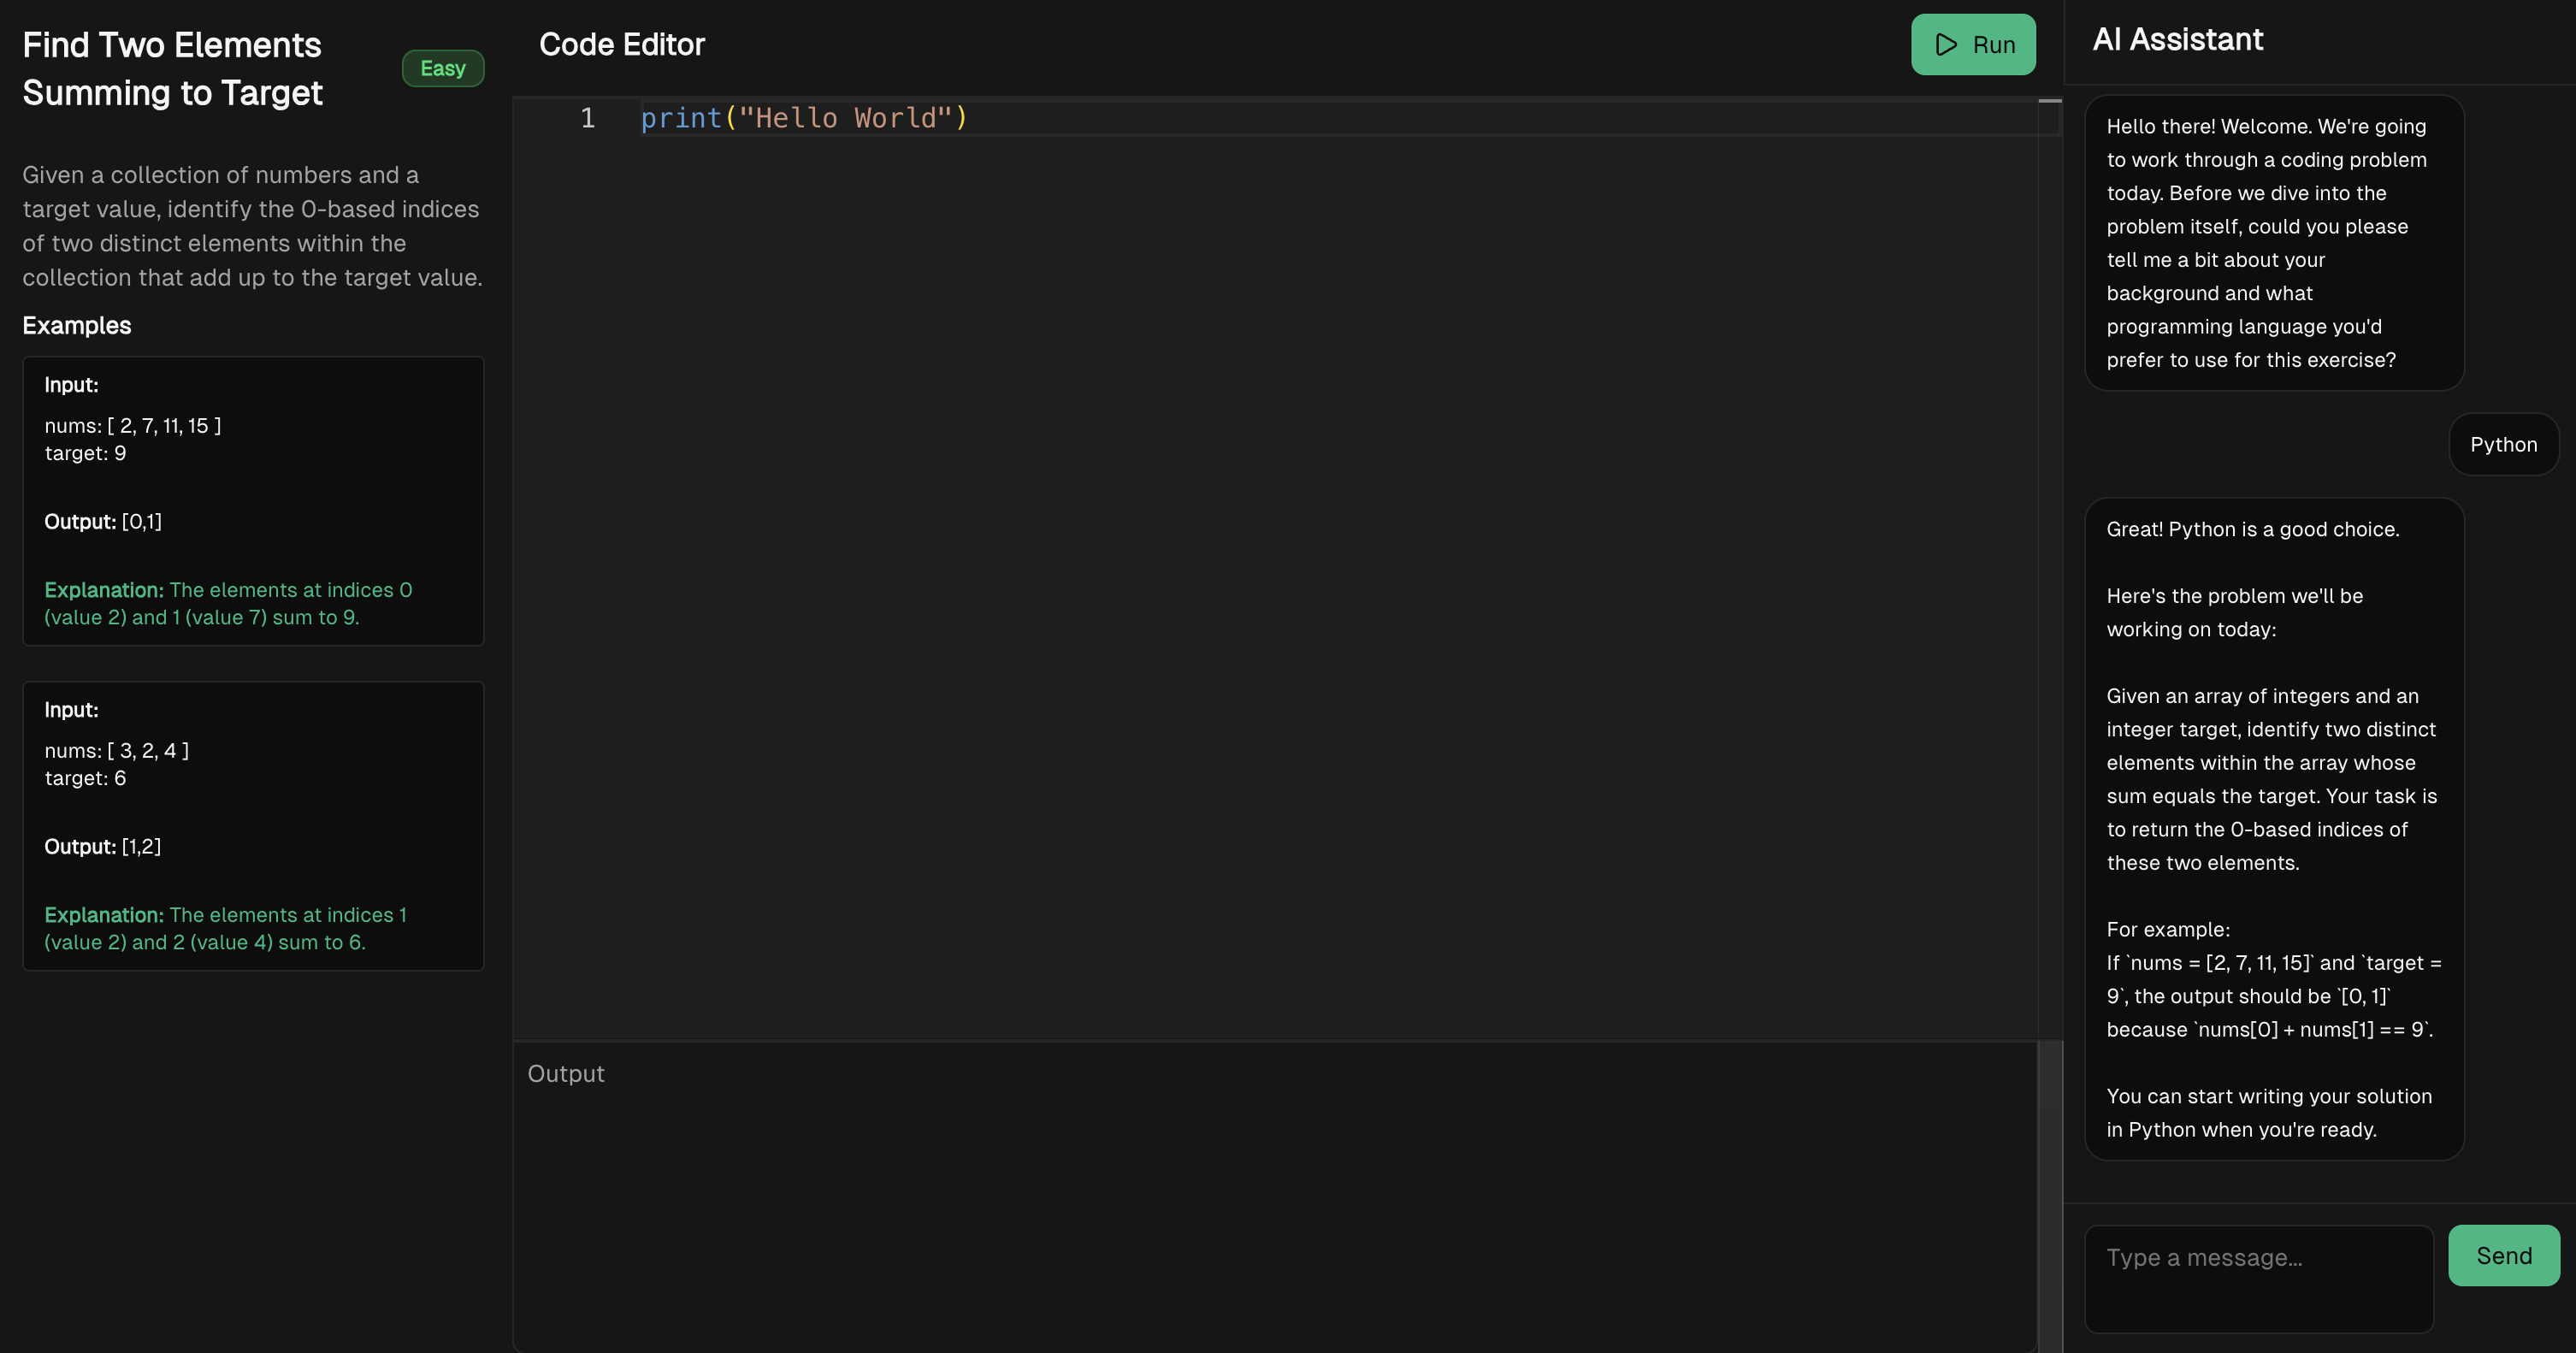 Find Two Elements
Summing to Target
Easy
Given a collection of numbers and a
target value, identify the 0-based indices
of two distinct elements within the
collection that add up to the target value.
Examples
Input:
nums: [ 2, 7, 11, 15 ]
target: 9
Output: [0,1]
Explanation: The elements at indices 0
(value 2) and 1 (value 7) sum to 9.
Input:
nums: [ 3, 2, 4 ]
target: 6
Output: [1,2]
Explanation: The elements at indices 1
(value 2) and 2 (value 4) sum to 6.
Code Editor
Run
1 print("Hello World")
Output
AI Assistant
Hello there! Welcome. We're going
to work through a coding problem
today. Before we dive into the
problem itself, could you please
tell me a bit about your
background and what
programming language you'd
prefer to use for this exercise?
Python
Great! Python is a good choice.
Here's the problem we'll be
working on today:
Given an array of integers and an
integer target, identify two distinct
elements within the array whose
sum equals the target. Your task is
to return the 0-based indices of
these two elements.
For example:
If `nums = [2, 7, 11, 15]` and `target =
9`, the output should be `[0, 1]`
because `nums[0] + nums[1] == 9`.
You can start writing your solution
in Python when you're ready.
Type a message...
Send